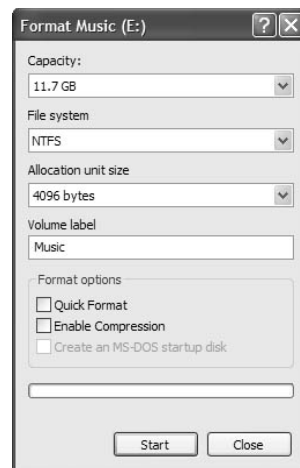 Format Music (E:)
Capacity:
11.7 GB
File system
NTFS
Allocation unit size
4096 bytes
Volume label
Music
Format options
Quick Format
Enable Compression
Create an MS-DOS startup disk
Start Close